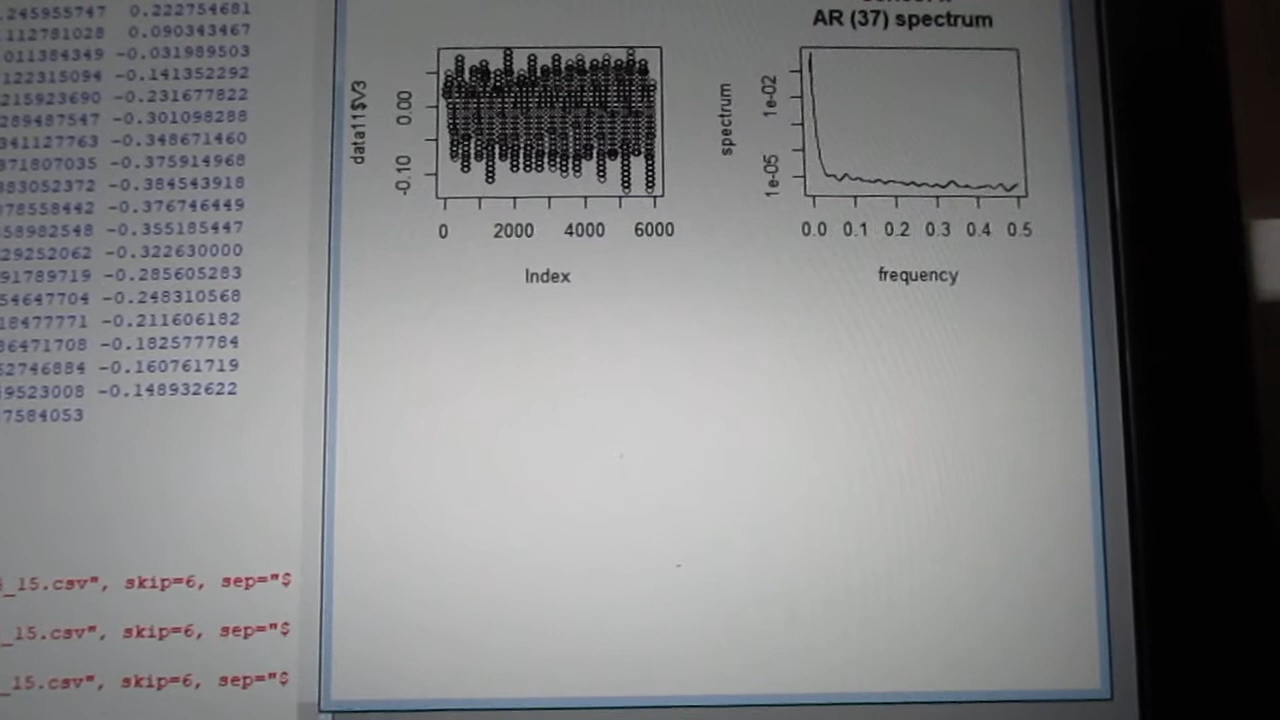 .245955747 0.222754681
.112781028 0.090343467
011384349 -0.031989503
122315094 -0.141352292
215923690 -0.231677822
289487547 -0.301098288
341127763 -0.348671460
371807035 -0.375914968
383052372 -0.384543918
378558442 -0.376746449
58982548 -0.355185447
29252062 -0.322630000
91789719 -0.285605283
54647704 -0.248310568
18477771 -0.211606182
86471708 -0.182577784
52746884 -0.160761719
9523008 -0.148932622
7584053
_15.csv", skip=6, sep="$
_15.csv", skip=6, sep="$
_15.csv", skip=6, sep="$
data11$V3
0.00
-0.10
0 2000 4000 6000
Index
AR (37) spectrum
spectrum
1e-02
1e-05
0.0 0.1 0.2 0.3 0.4 0.5
frequency